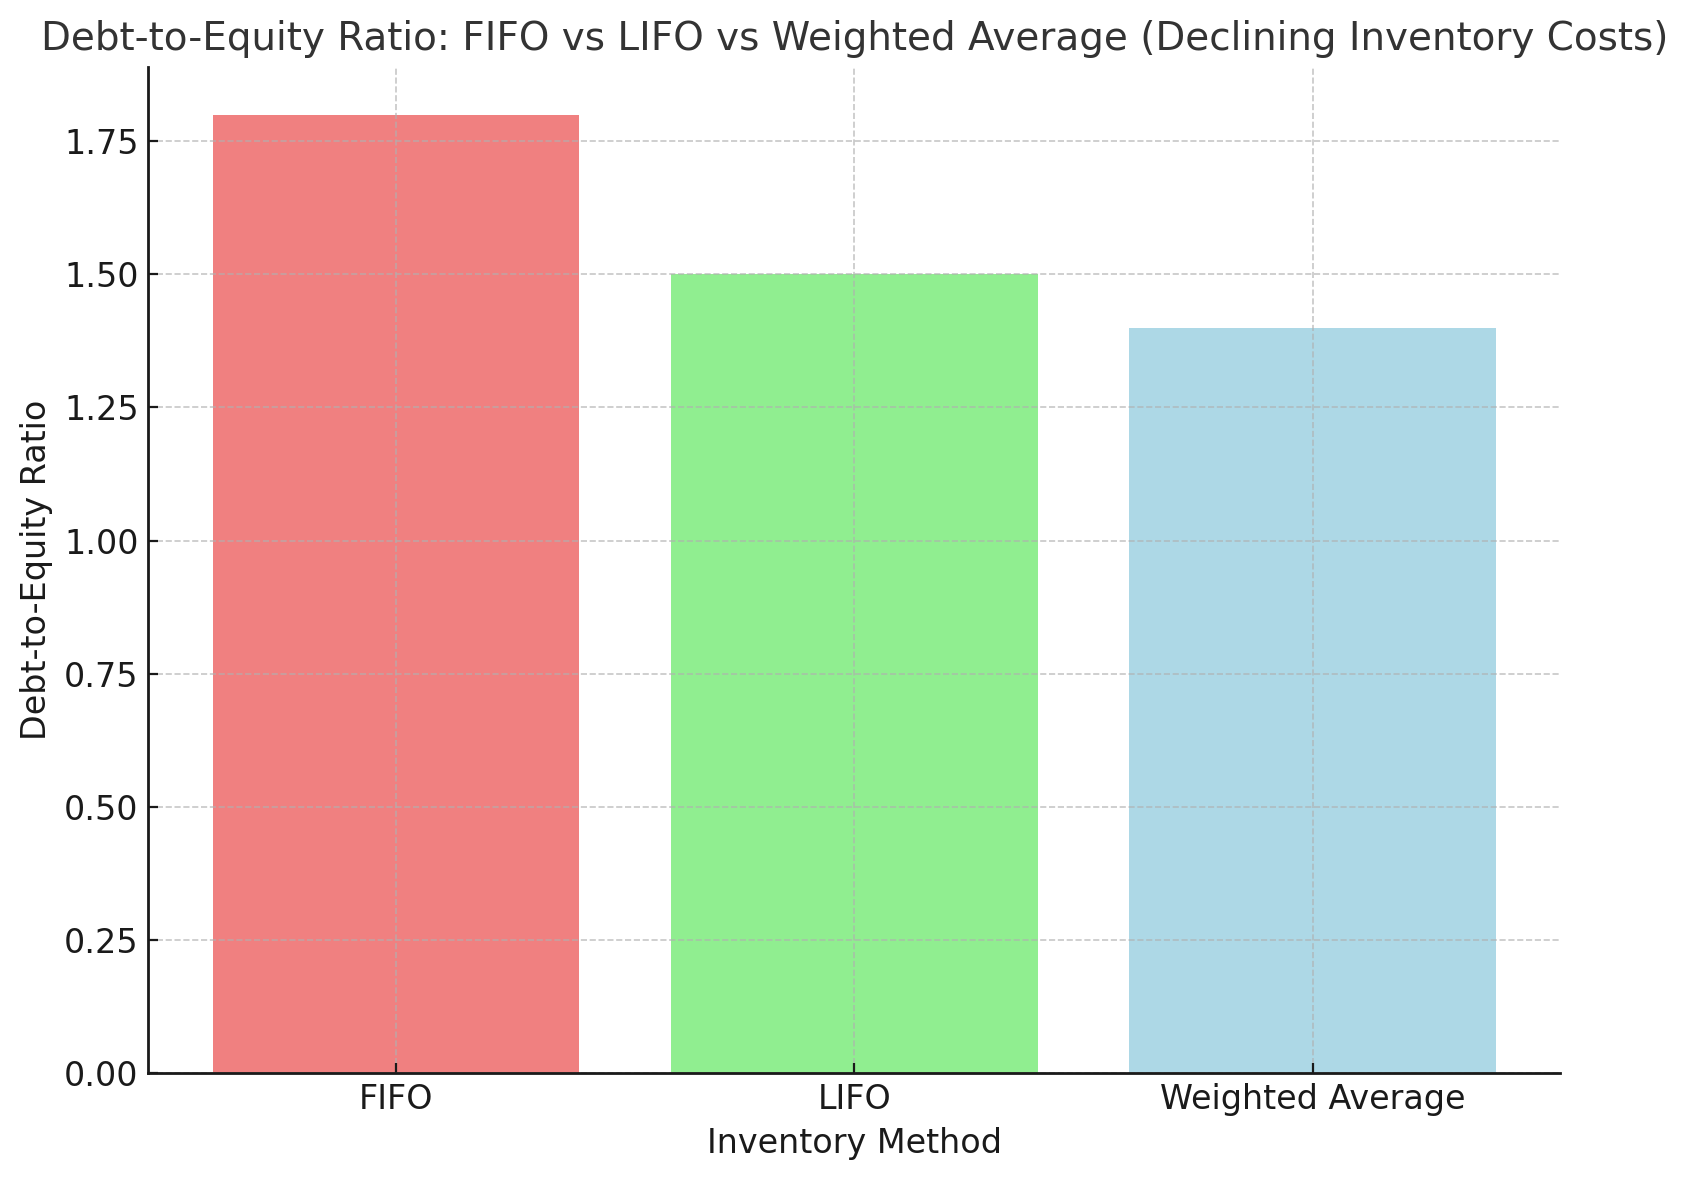 Debt-to-Equity Ratio: FIFO vs LIFO vs Weighted Average (Declining Inventory Costs)
Debt-to-Equity Ratio
1.75
1.50
1.25
1.00
0.75
0.50
0.25
0.00
FIFO LIFO Weighted Average
Inventory Method